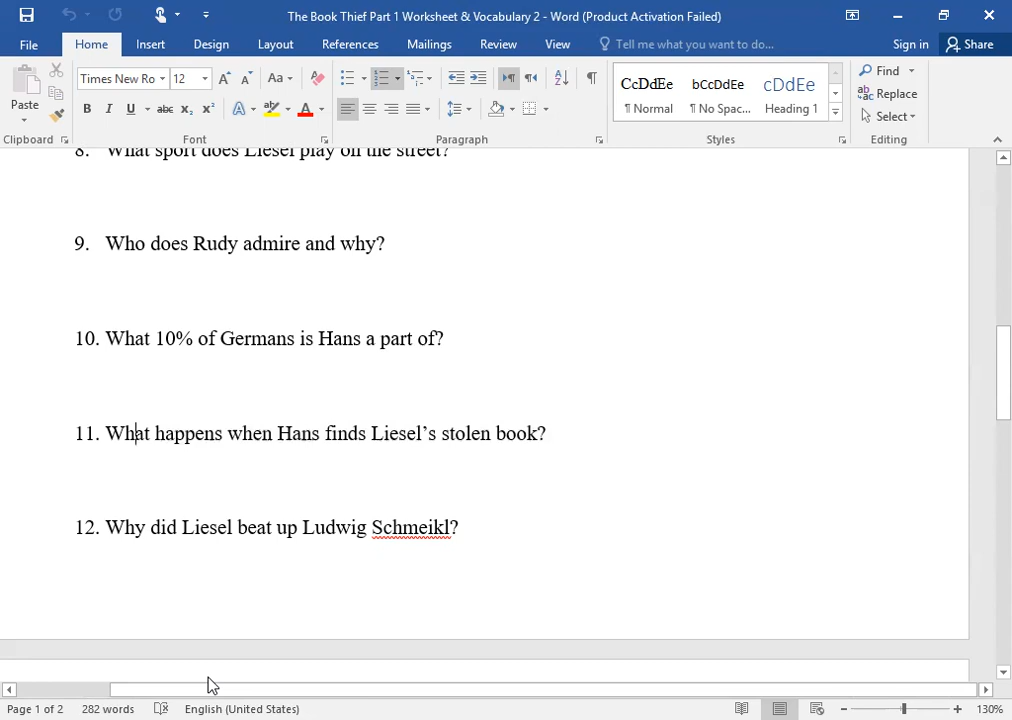 The Book Thief Part 1 Worksheet & Vocabulary 2 - Word (Product Activation Failed)
File Home Insert Design Layout References Mailings Review View Tell me what you want to do... Sign in Share
Paste Times New Ro 12 Aa Find
Replace
Select
CcDdEe bCcDdEe cDdEe
¶ Normal ¶ No Spac... Heading 1
Clipboard Font Paragraph Styles Editing
8. What sport does Liesel play on the street?
9. Who does Rudy admire and why?
10. What 10% of Germans is Hans a part of?
11. What happens when Hans finds Liesel’s stolen book?
12. Why did Liesel beat up Ludwig Schmeikl?
Page 1 of 2 282 words English (United States) 130%